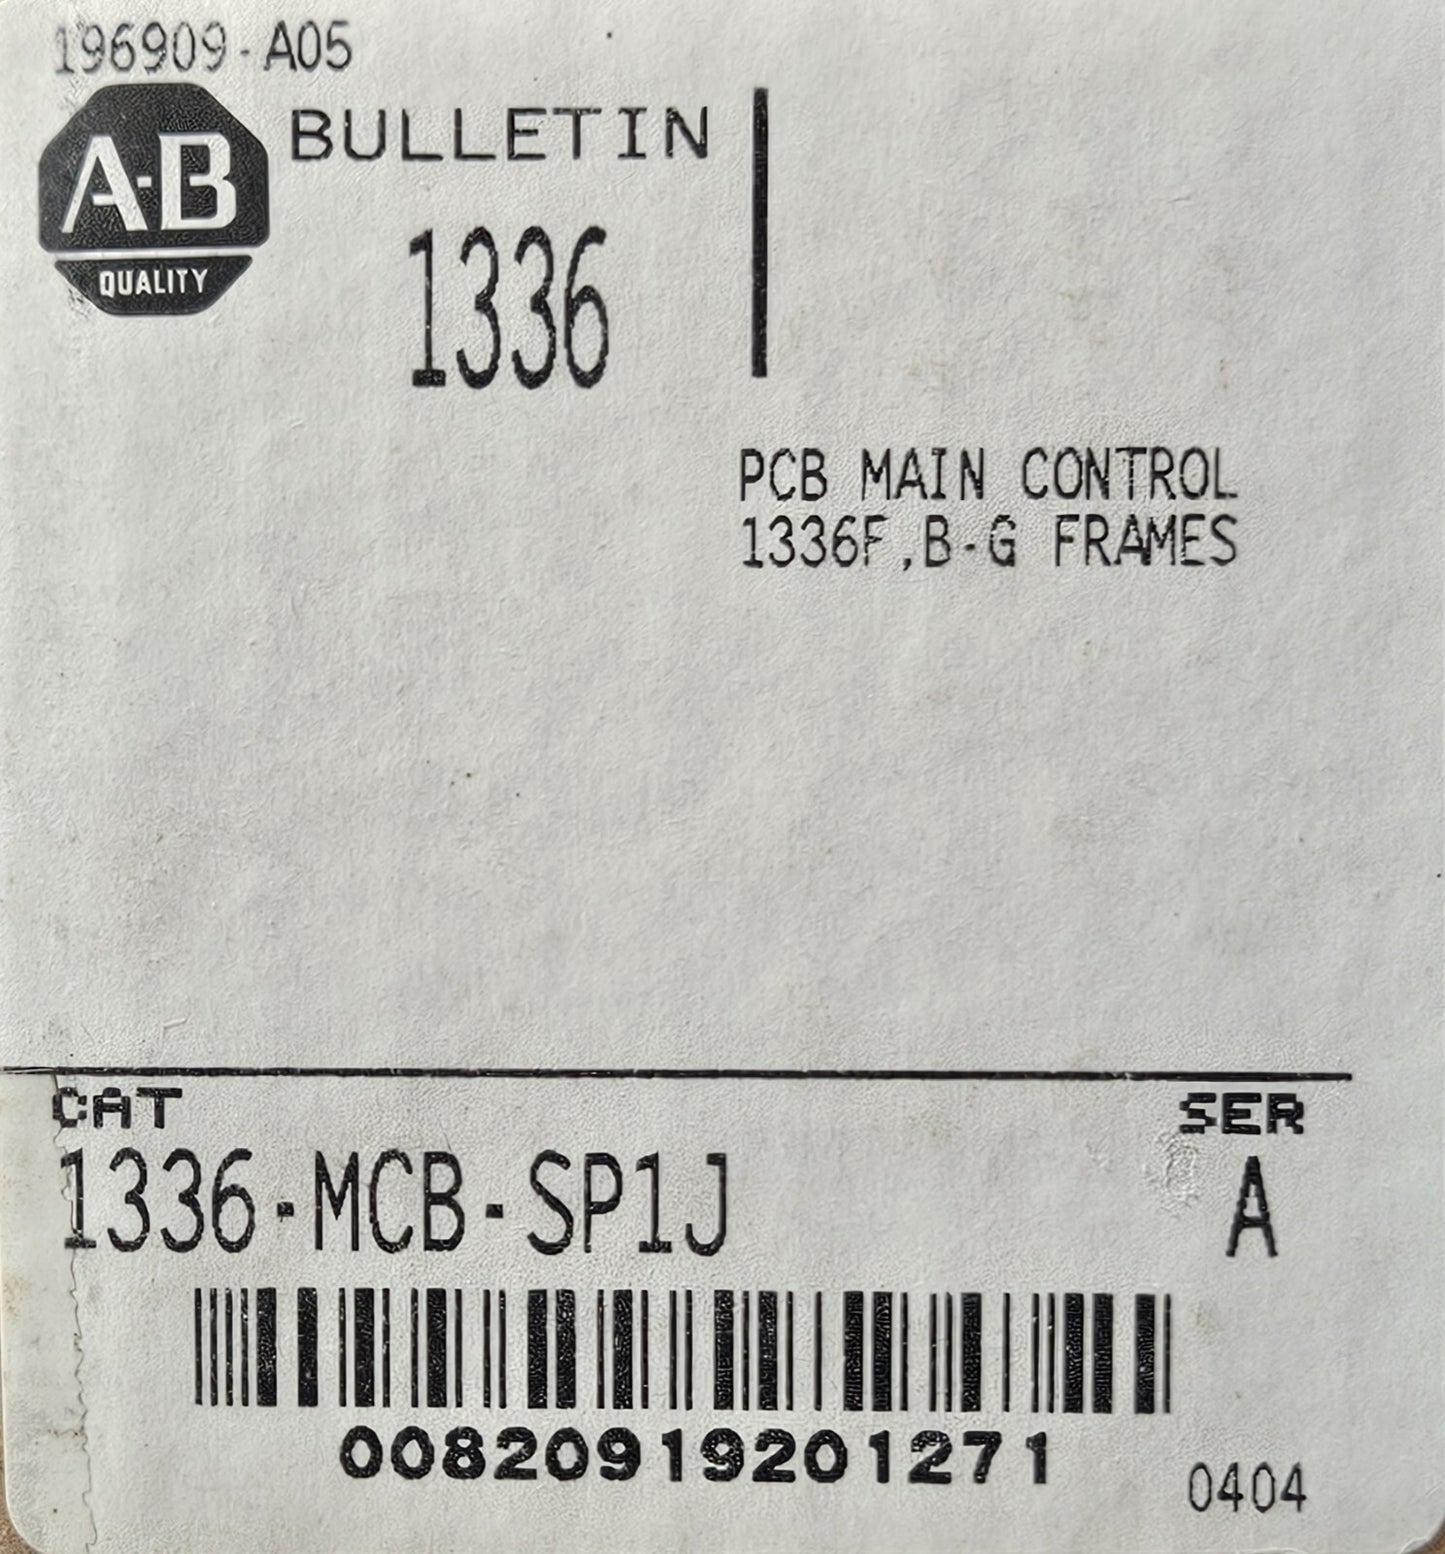 196909-A05
A-B
QUALITY
BULLETIN
1336
PCB MAIN CONTROL
1336F,B-G FRAMES
CAT
SER
1336-MCB-SP1J
A
00820919201271
0404